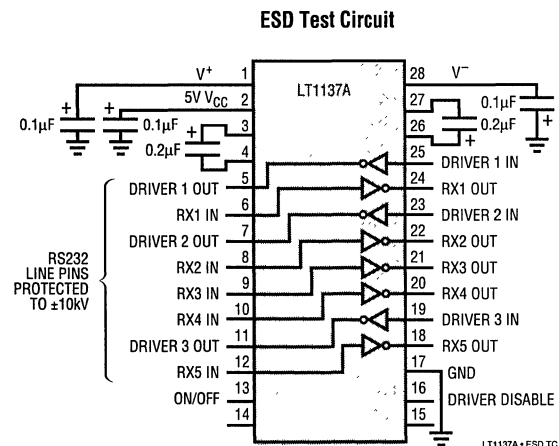 ESD Test Circuit
V+ 1
5V VCC 2
0.1µF + + 0.1µF
3
0.2µF +
4
5
DRIVER 1 OUT
6
RX1 IN
7
DRIVER 2 OUT
8
RX2 IN
9
RX3 IN
10
RX4 IN
11
DRIVER 3 OUT
12
RX5 IN
13
ON/OFF
14
RS232
LINE PINS
PROTECTED
TO ±10kV
LT1137A
28 V−
27
0.1µF
+
0.2µF
+
26
25
DRIVER 1 IN
24
RX1 OUT
23
DRIVER 2 IN
22
RX2 OUT
21
RX3 OUT
20
RX4 OUT
19
DRIVER 3 IN
18
RX5 OUT
17
GND
16
DRIVER DISABLE
15
LT1137A • ESD TC